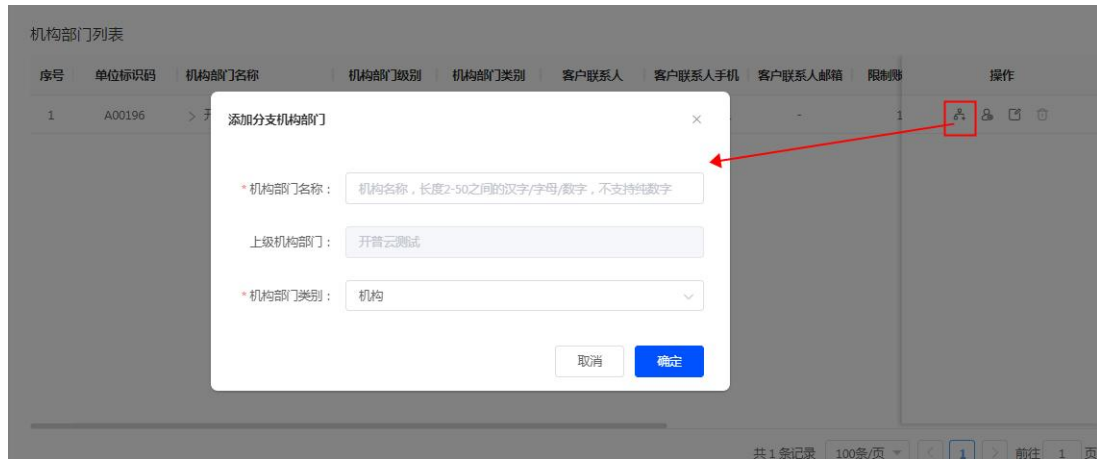 机构部门列表
序号 单位标识码 机构部门名称 机构部门级别 机构部门类别 客户联系人 客户联系人手机 客户联系人邮箱 限制账 操作
1 A00196 > 开 - 1
添加分支机构部门 ×
*机构部门名称： 机构名称，长度2-50之间的汉字/字母/数字，不支持纯数字
上级机构部门： 开普云测试
*机构部门类别： 机构
取消 确定
共1条记录 100条/页 < 1 > 前往 1 页